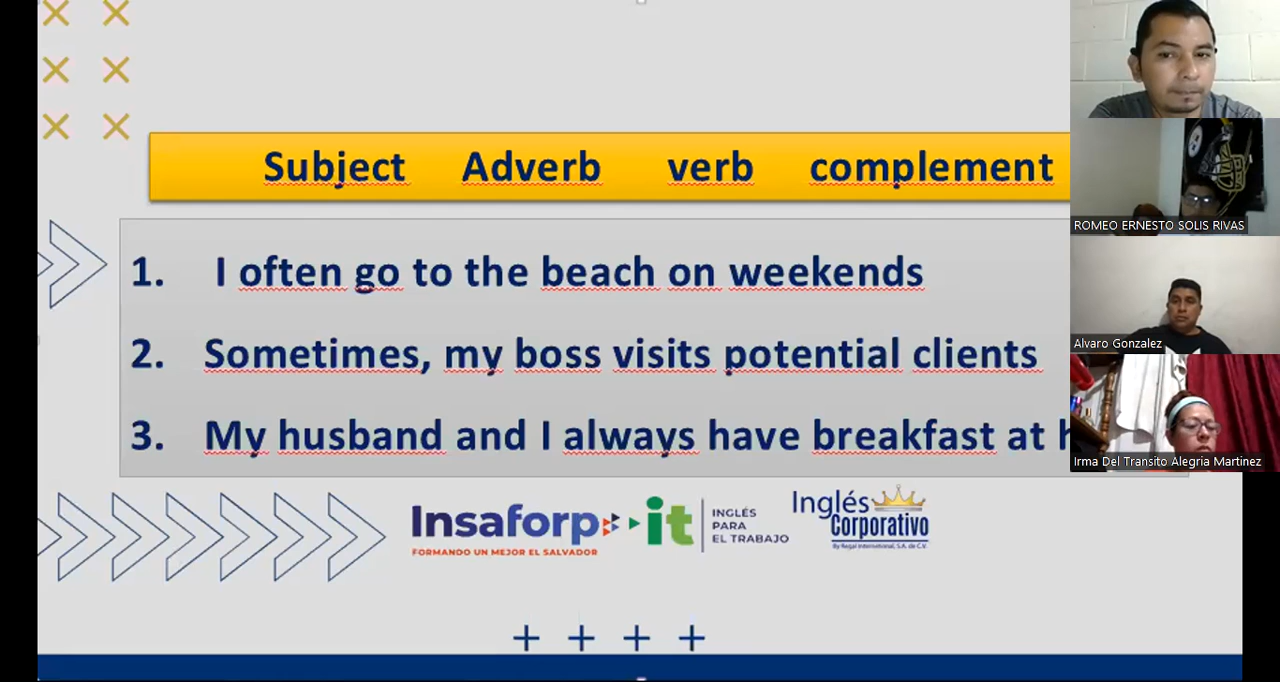 Subject Adverb verb complement
1. I often go to the beach on weekends
2. Sometimes, my boss visits potential clients
3. My husband and I always have breakfast at
Insaforp
FORMANDO UN MEJOR EL SALVADOR
it
INGLÉS
PARA
EL TRABAJO
Inglés
Corporativo
By Regal International, S.A. de C.V.
ROMEO ERNESTO SOLIS RIVAS
Alvaro Gonzalez
Irma Del Transito Alegria Martinez